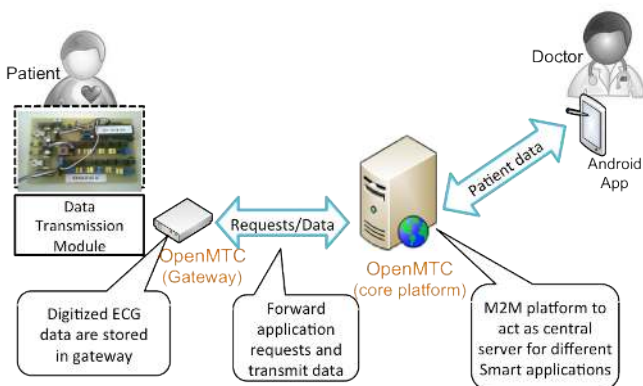 Patient
Doctor
Data
Transmission
Module
OpenMTC
(Gateway)
Requests/Data
OpenMTC
(core platform)
Patient data
Android
App
Digitized ECG
data are stored
in gateway
Forward
application
requests and
transmit data
M2M platform to
act as central
server for different
Smart applications